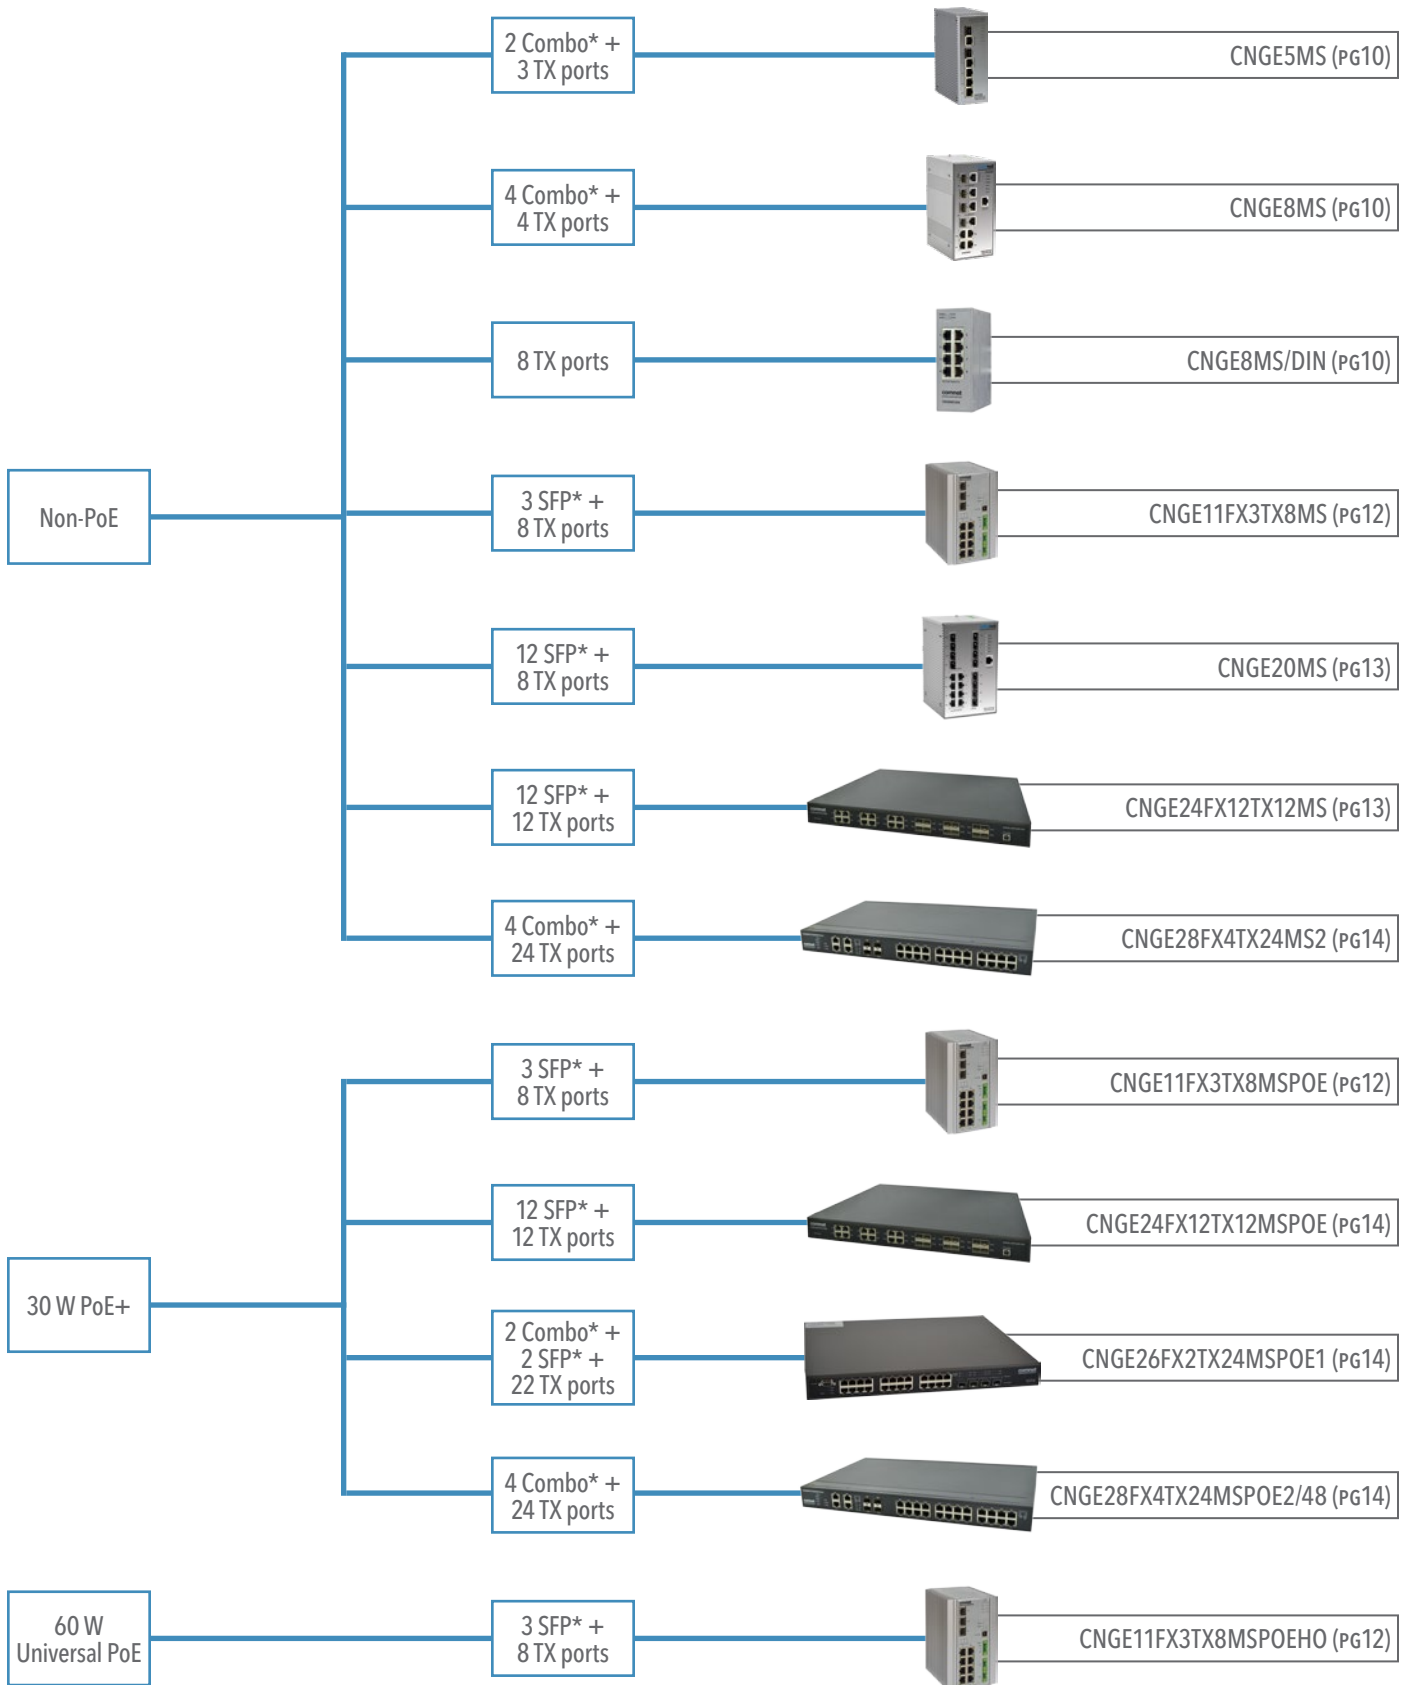 2 Combo* +
3 TX ports
CNGE5MS (PG10)
4 Combo* +
4 TX ports
CNGE8MS (PG10)
8 TX ports
CNGE8MS/DIN (PG10)
Non-PoE
3 SFP* +
8 TX ports
CNGE11FX3TX8MS (PG12)
12 SFP* +
8 TX ports
CNGE20MS (PG13)
12 SFP* +
12 TX ports
CNGE24FX12TX12MS (PG13)
4 Combo* +
24 TX ports
CNGE28FX4TX24MS2 (PG14)
3 SFP* +
8 TX ports
CNGE11FX3TX8MSPOE (PG12)
12 SFP* +
12 TX ports
CNGE24FX12TX12MSPOE (PG14)
30 W PoE+
2 Combo* +
2 SFP* +
22 TX ports
CNGE26FX2TX24MSPOE1 (PG14)
4 Combo* +
24 TX ports
CNGE28FX4TX24MSPOE2/48 (PG14)
60 W
Universal PoE
3 SFP* +
8 TX ports
CNGE11FX3TX8MSPOEHO (PG12)